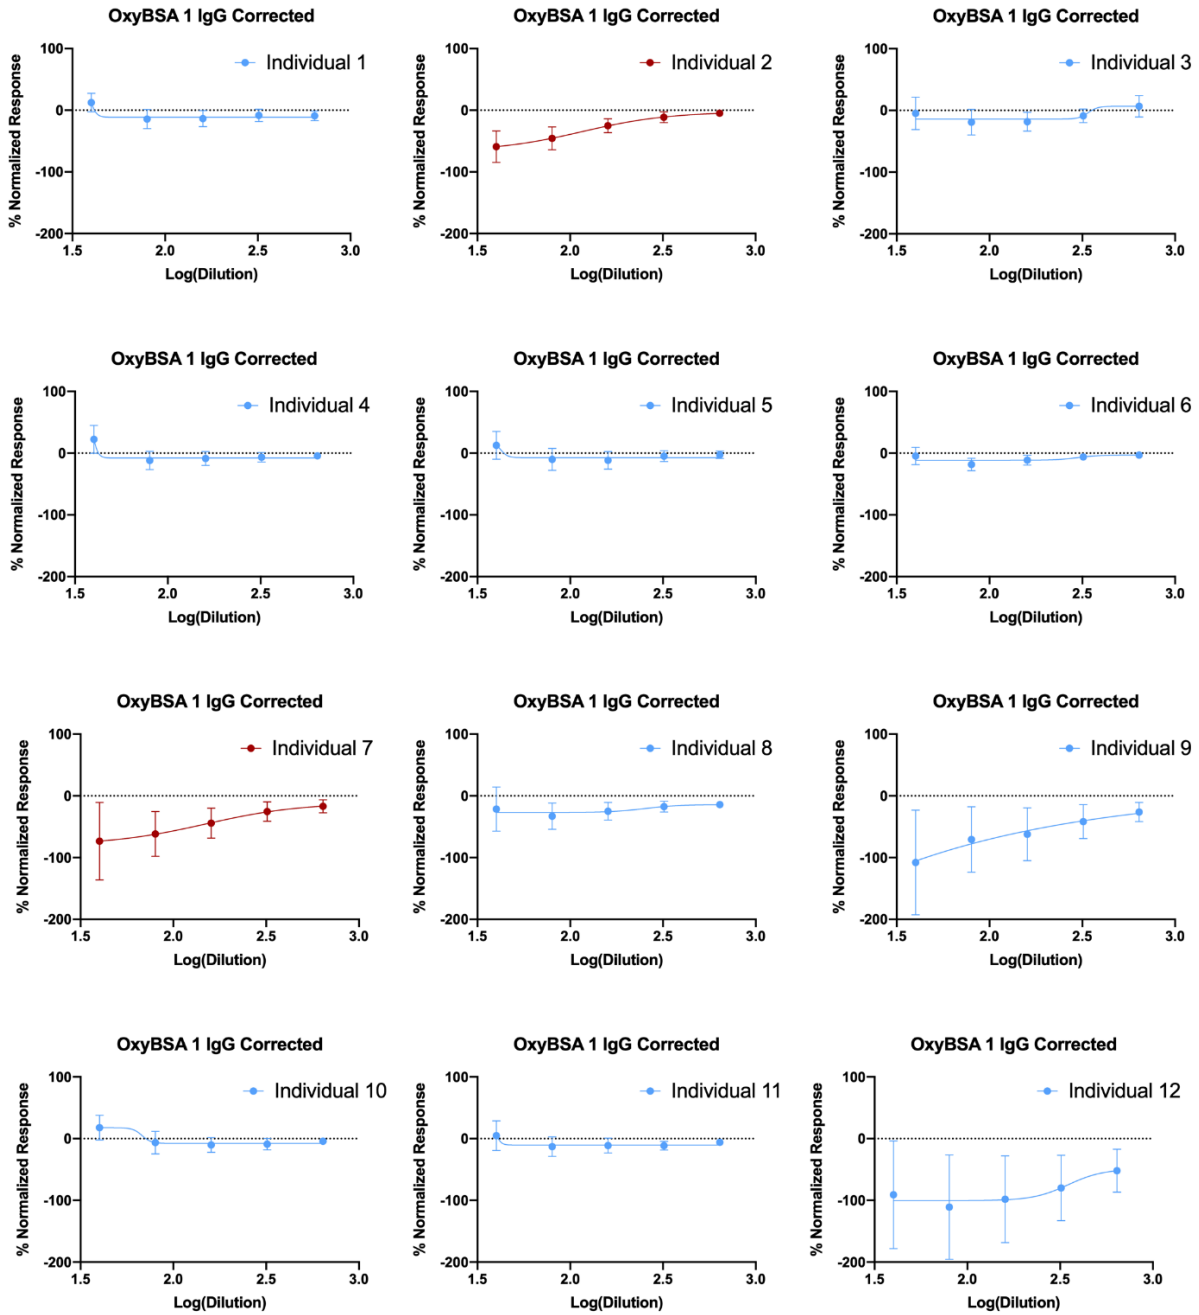 OxyBSA 1 IgG Corrected
% Normalized Response
100
0
-100
-200
Individual 1
1.5 2.0 2.5 3.0
Log(Dilution)
OxyBSA 1 IgG Corrected
% Normalized Response
100
0
-100
-200
Individual 2
1.5 2.0 2.5 3.0
Log(Dilution)
OxyBSA 1 IgG Corrected
% Normalized Response
100
0
-100
-200
Individual 3
1.5 2.0 2.5 3.0
Log(Dilution)
OxyBSA 1 IgG Corrected
% Normalized Response
100
0
-100
-200
Individual 4
1.5 2.0 2.5 3.0
Log(Dilution)
OxyBSA 1 IgG Corrected
% Normalized Response
100
0
-100
-200
Individual 5
1.5 2.0 2.5 3.0
Log(Dilution)
OxyBSA 1 IgG Corrected
% Normalized Response
100
0
-100
-200
Individual 6
1.5 2.0 2.5 3.0
Log(Dilution)
OxyBSA 1 IgG Corrected
% Normalized Response
100
0
-100
-200
Individual 7
1.5 2.0 2.5 3.0
Log(Dilution)
OxyBSA 1 IgG Corrected
% Normalized Response
100
0
-100
-200
Individual 8
1.5 2.0 2.5 3.0
Log(Dilution)
OxyBSA 1 IgG Corrected
% Normalized Response
100
0
-100
-200
Individual 9
1.5 2.0 2.5 3.0
Log(Dilution)
OxyBSA 1 IgG Corrected
% Normalized Response
100
0
-100
-200
Individual 10
1.5 2.0 2.5 3.0
Log(Dilution)
OxyBSA 1 IgG Corrected
% Normalized Response
100
0
-100
-200
Individual 11
1.5 2.0 2.5 3.0
Log(Dilution)
OxyBSA 1 IgG Corrected
% Normalized Response
100
0
-100
-200
Individual 12
1.5 2.0 2.5 3.0
Log(Dilution)